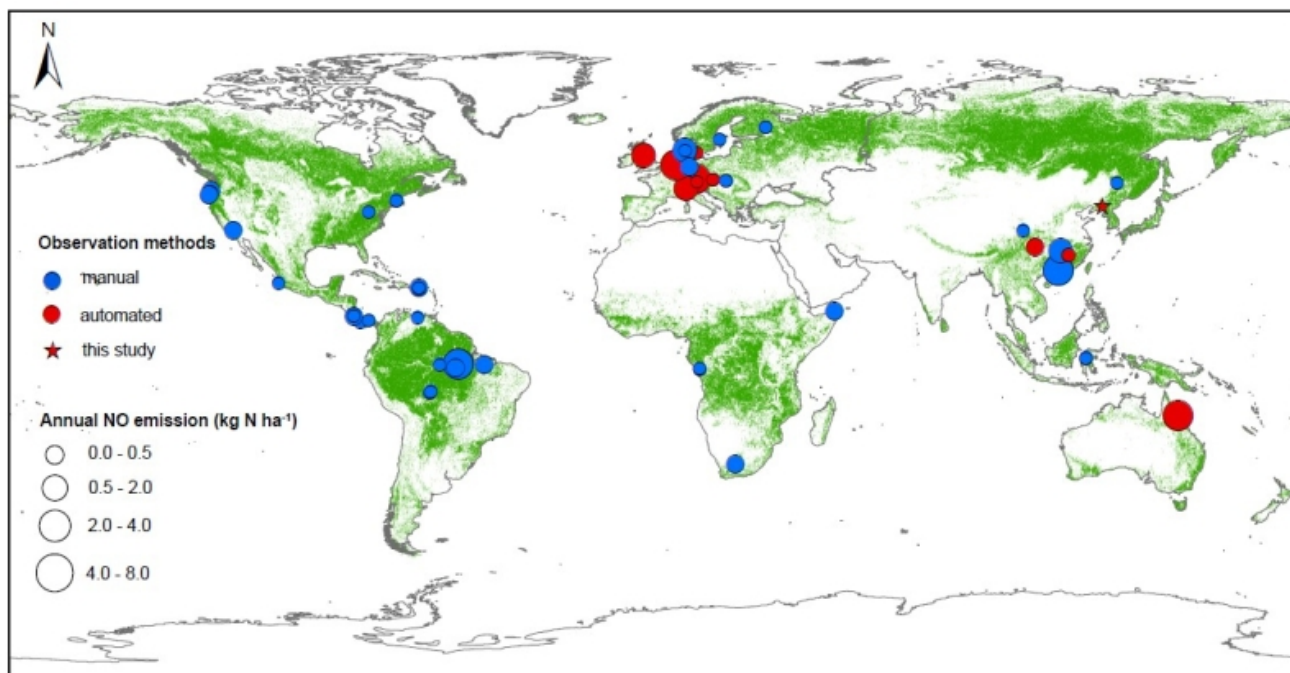 N
Observation methods
manual
automated
this study
Annual NO emission (kg N ha⁻¹)
0.0 - 0.5
0.5 - 2.0
2.0 - 4.0
4.0 - 8.0